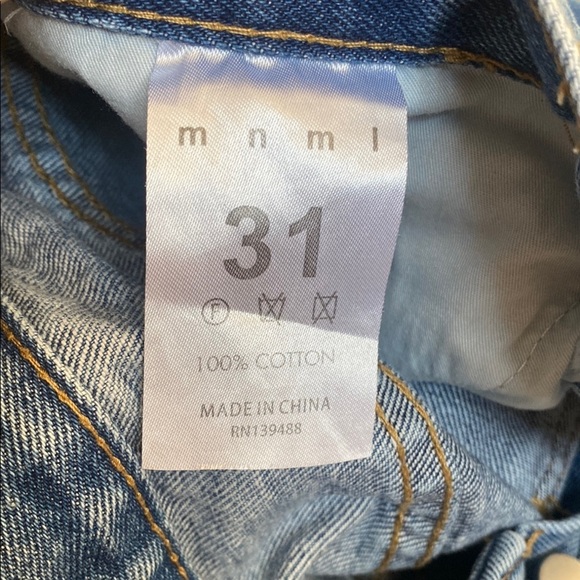 m n m l
31
F
100% COTTON
MADE IN CHINA
RN139488